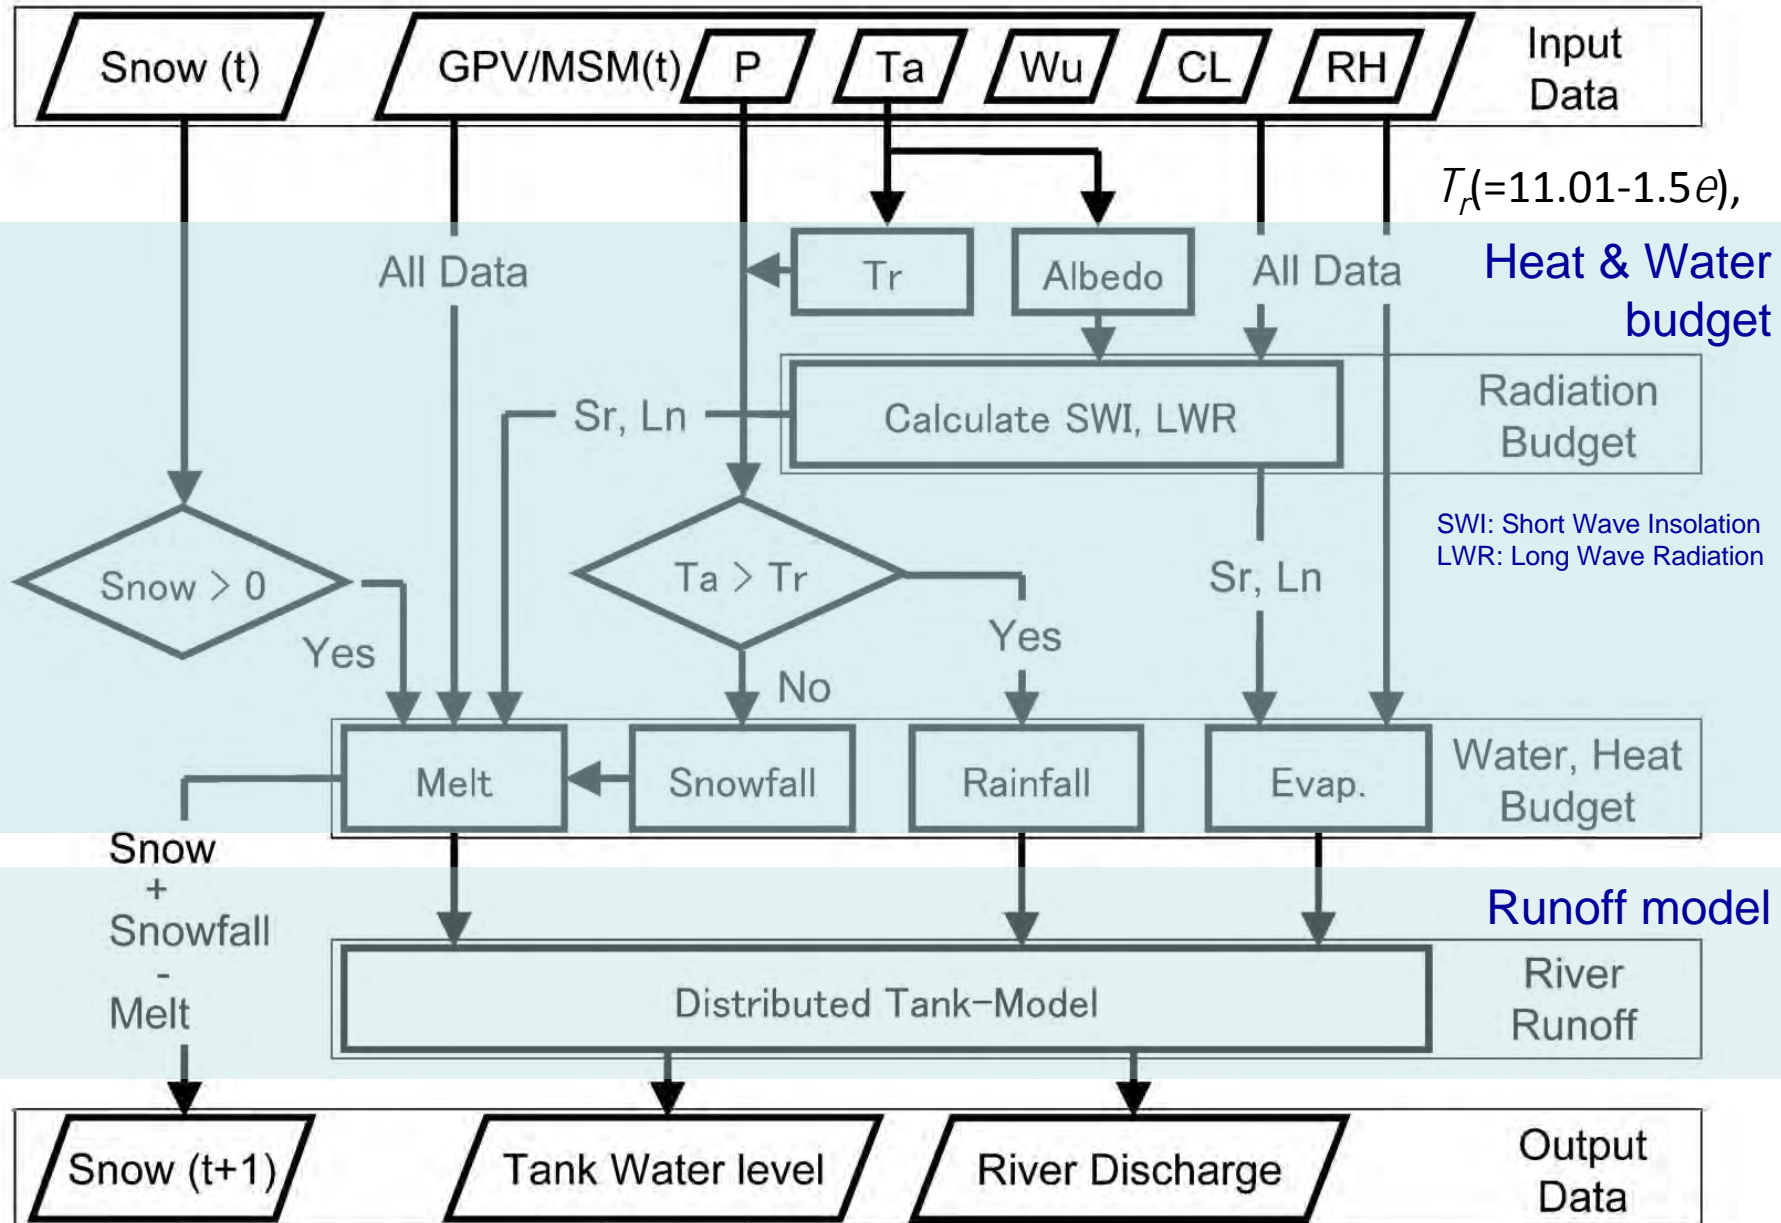 Snow (t)
GPV/MSM(t)
P
Ta
Wu
CL
RH
Input
Data
Tr(=11.01-1.5e),
All Data
Tr
Albedo
All Data
Heat & Water
budget
Sr, Ln
Calculate SWI, LWR
Radiation
Budget
SWI: Short Wave Insolation
LWR: Long Wave Radiation
Snow > 0
Ta > Tr
Sr, Ln
Yes
No
Yes
Melt
Snowfall
Rainfall
Evap.
Water, Heat
Budget
Snow
+
Snowfall
-
Melt
Runoff model
Distributed Tank-Model
River
Runoff
Snow (t+1)
Tank Water level
River Discharge
Output
Data